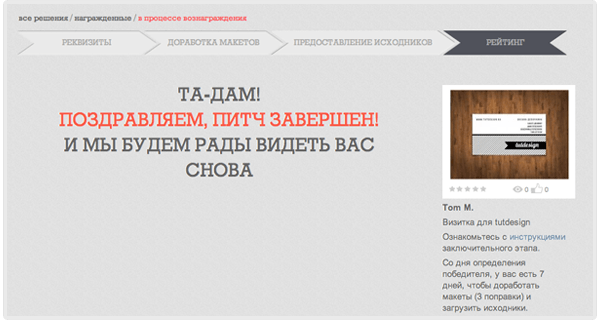 все решения / награжденные / в процессе вознаграждения
РЕКВИЗИТЫ
ДОРАБОТКА МАКЕТОВ
ПРЕДОСТАВЛЕНИЕ ИСХОДНИКОВ
РЕЙТИНГ
ТА-ДАМ!
ПОЗДРАВЛЯЕМ, ПИТЧ ЗАВЕРШЕН!
И МЫ БУДЕМ РАДЫ ВИДЕТЬ ВАС
СНОВА
tutdesign
0 0
Tom M.
Визитка для tutdesign
Ознакомьтесь с инструкциями
заключительного этапа.
Со дня определения
победителя, у вас есть 7
дней, чтобы доработать
макеты (3 поправки) и
загрузить исходники.